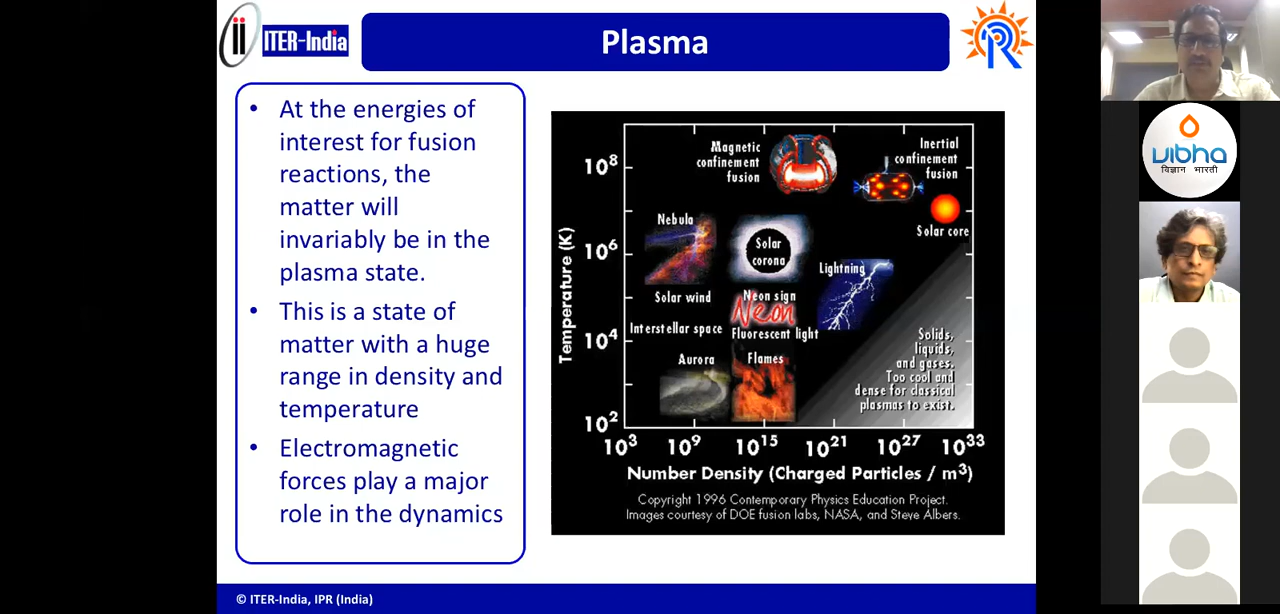 ITER-India
Plasma
• At the energies of
interest for fusion
reactions, the
matter will
invariably be in the
plasma state.
• This is a state of
matter with a huge
range in density and
temperature
• Electromagnetic
forces play a major
role in the dynamics
Magnetic
confinement
fusion
Inertial
confinement
fusion
Nebula
Solar
corona
Solar core
Lightning
Solar wind
Neon sign
Neon
Interstellar space
Fluorescent light
Aurora
Flames
Solids,
liquids,
and gases.
Too cool and
dense for classical
plasmas to exist.
Temperature (K)
10⁸
10⁶
10⁴
10²
10³ 10⁹ 10¹⁵ 10²¹ 10²⁷ 10³³
Number Density (Charged Particles / m³)
Copyright 1996 Contemporary Physics Education Project.
Images courtesy of DOE fusion labs, NASA, and Steve Albers.
© ITER-India, IPR (India)
vibha
विज्ञान भारती